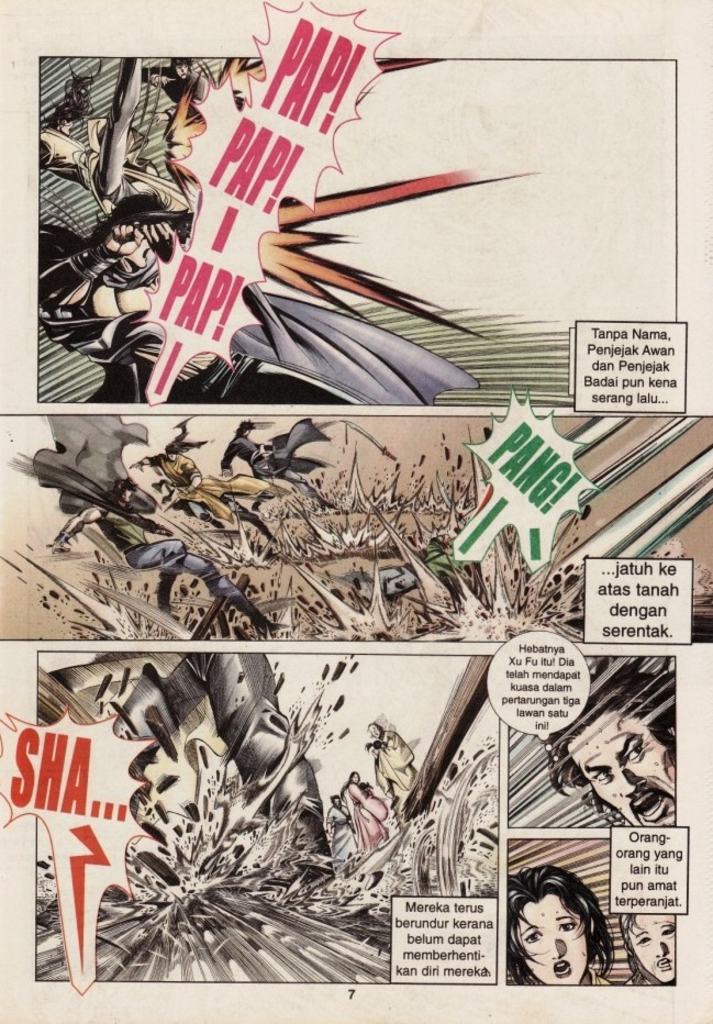 PAP!
PAP!
PAP!
Tanpa Nama,
Penjejak Awan
dan Penjejak
Badai pun kena
serang lalu...
PANG!
...jatuh ke
atas tanah
dengan
serentak.
SHA...
Hebatnya
Xu Fu itu! Dia
telah mendapat
kuasa dalam
pertarungan tiga
lawan satu
ini!
Orang-
orang yang
lain itu
pun amat
terperanjat.
Mereka terus
berundur kerana
belum dapat
memberhenti-
kan diri mereka.
7